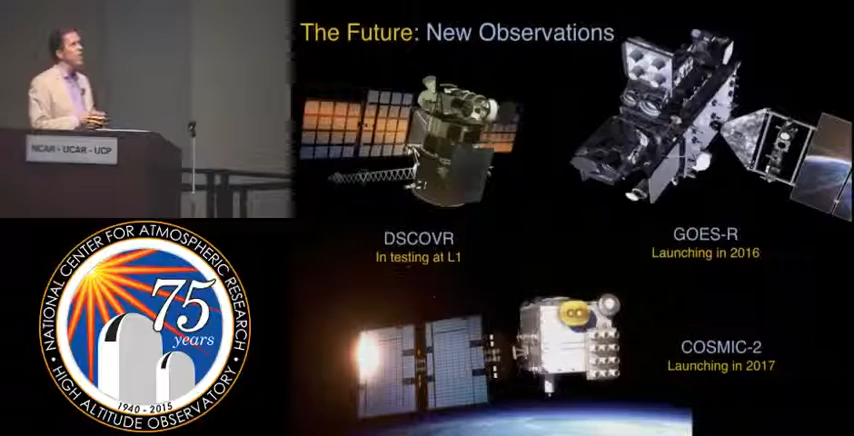 The Future: New Observations
NCAR - UCAR - UCP
DSCOVR
In testing at L1
GOES-R
Launching in 2016
COSMIC-2
Launching in 2017
NATIONAL CENTER FOR ATMOSPHERIC RESEARCH
75
years
1940 - 2015
HIGH ALTITUDE OBSERVATORY